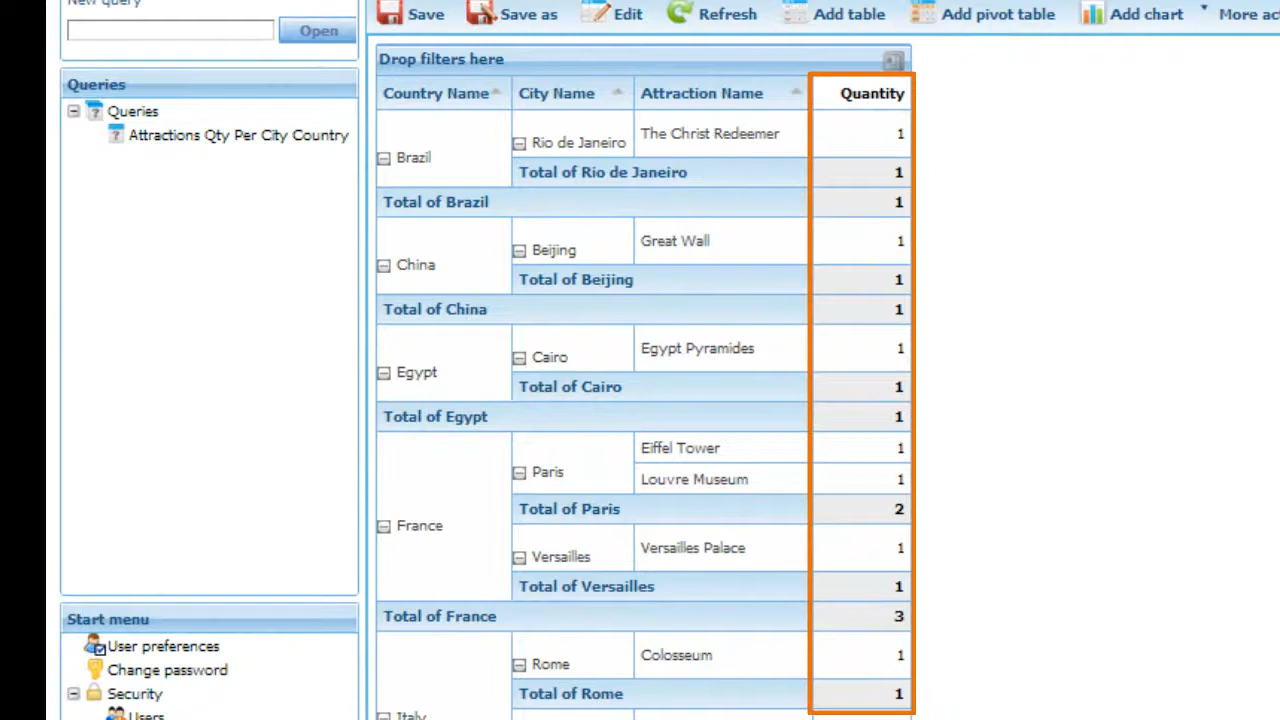 New query
Open
Queries
Queries
Attractions Qty Per City Country
Start menu
User preferences
Change password
Security
Users
Save Save as Edit Refresh Add table Add pivot table Add chart More ac
Drop filters here
Country Name City Name Attraction Name Quantity
Brazil Rio de Janeiro The Christ Redeemer 1
Total of Rio de Janeiro 1
Total of Brazil 1
China Beijing Great Wall 1
Total of Beijing 1
Total of China 1
Egypt Cairo Egypt Pyramides 1
Total of Cairo 1
Total of Egypt 1
France Paris Eiffel Tower 1
Louvre Museum 1
Total of Paris 2
Versailles Versailles Palace 1
Total of Versailles 1
Total of France 3
Italy Rome Colosseum 1
Total of Rome 1